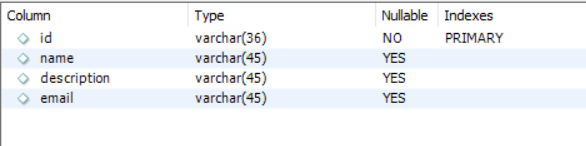 Column Type Nullable Indexes
id varchar(36) NO PRIMARY
name varchar(45) YES
description varchar(45) YES
email varchar(45) YES